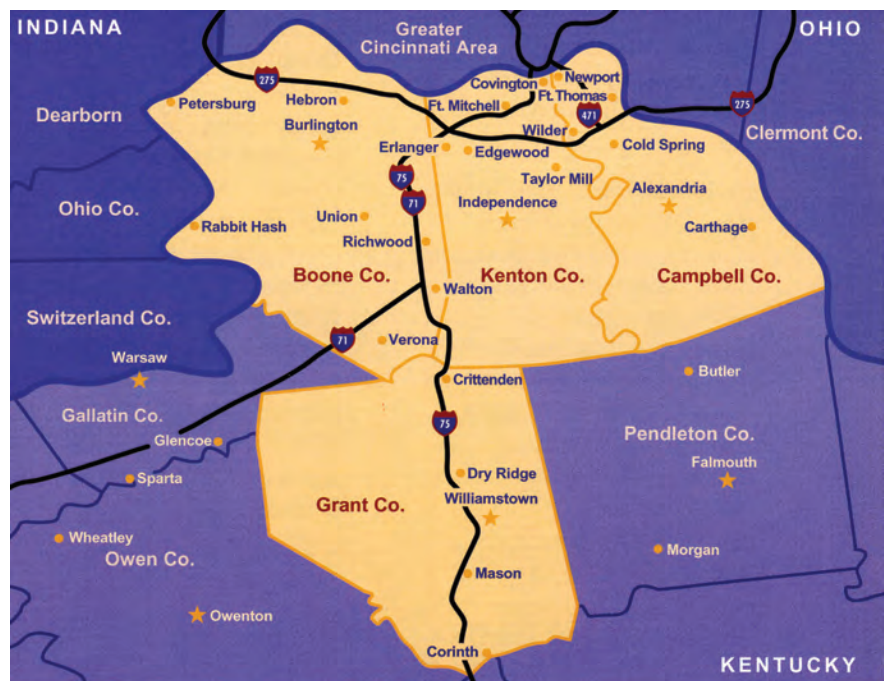 INDIANA
Greater
Cincinnati Area
OHIO
275
Covington
Newport
Petersburg
Hebron
Ft. Mitchell
Ft. Thomas
275
Dearborn
Burlington
471
Wilder
Clermont Co.
Erlanger
Edgewood
Cold Spring
75
Taylor Mill
Ohio Co.
71
Independence
Alexandria
Rabbit Hash
Union
Richwood
Carthage
Boone Co.
Kenton Co.
Campbell Co.
Walton
Switzerland Co.
71
Verona
Warsaw
Crittenden
Butler
Gallatin Co.
75
Pendleton Co.
Glencoe
Sparta
Dry Ridge
Falmouth
Grant Co.
Williamstown
Wheatley
Owen Co.
Morgan
Mason
Owenton
Corinth
KENTUCKY